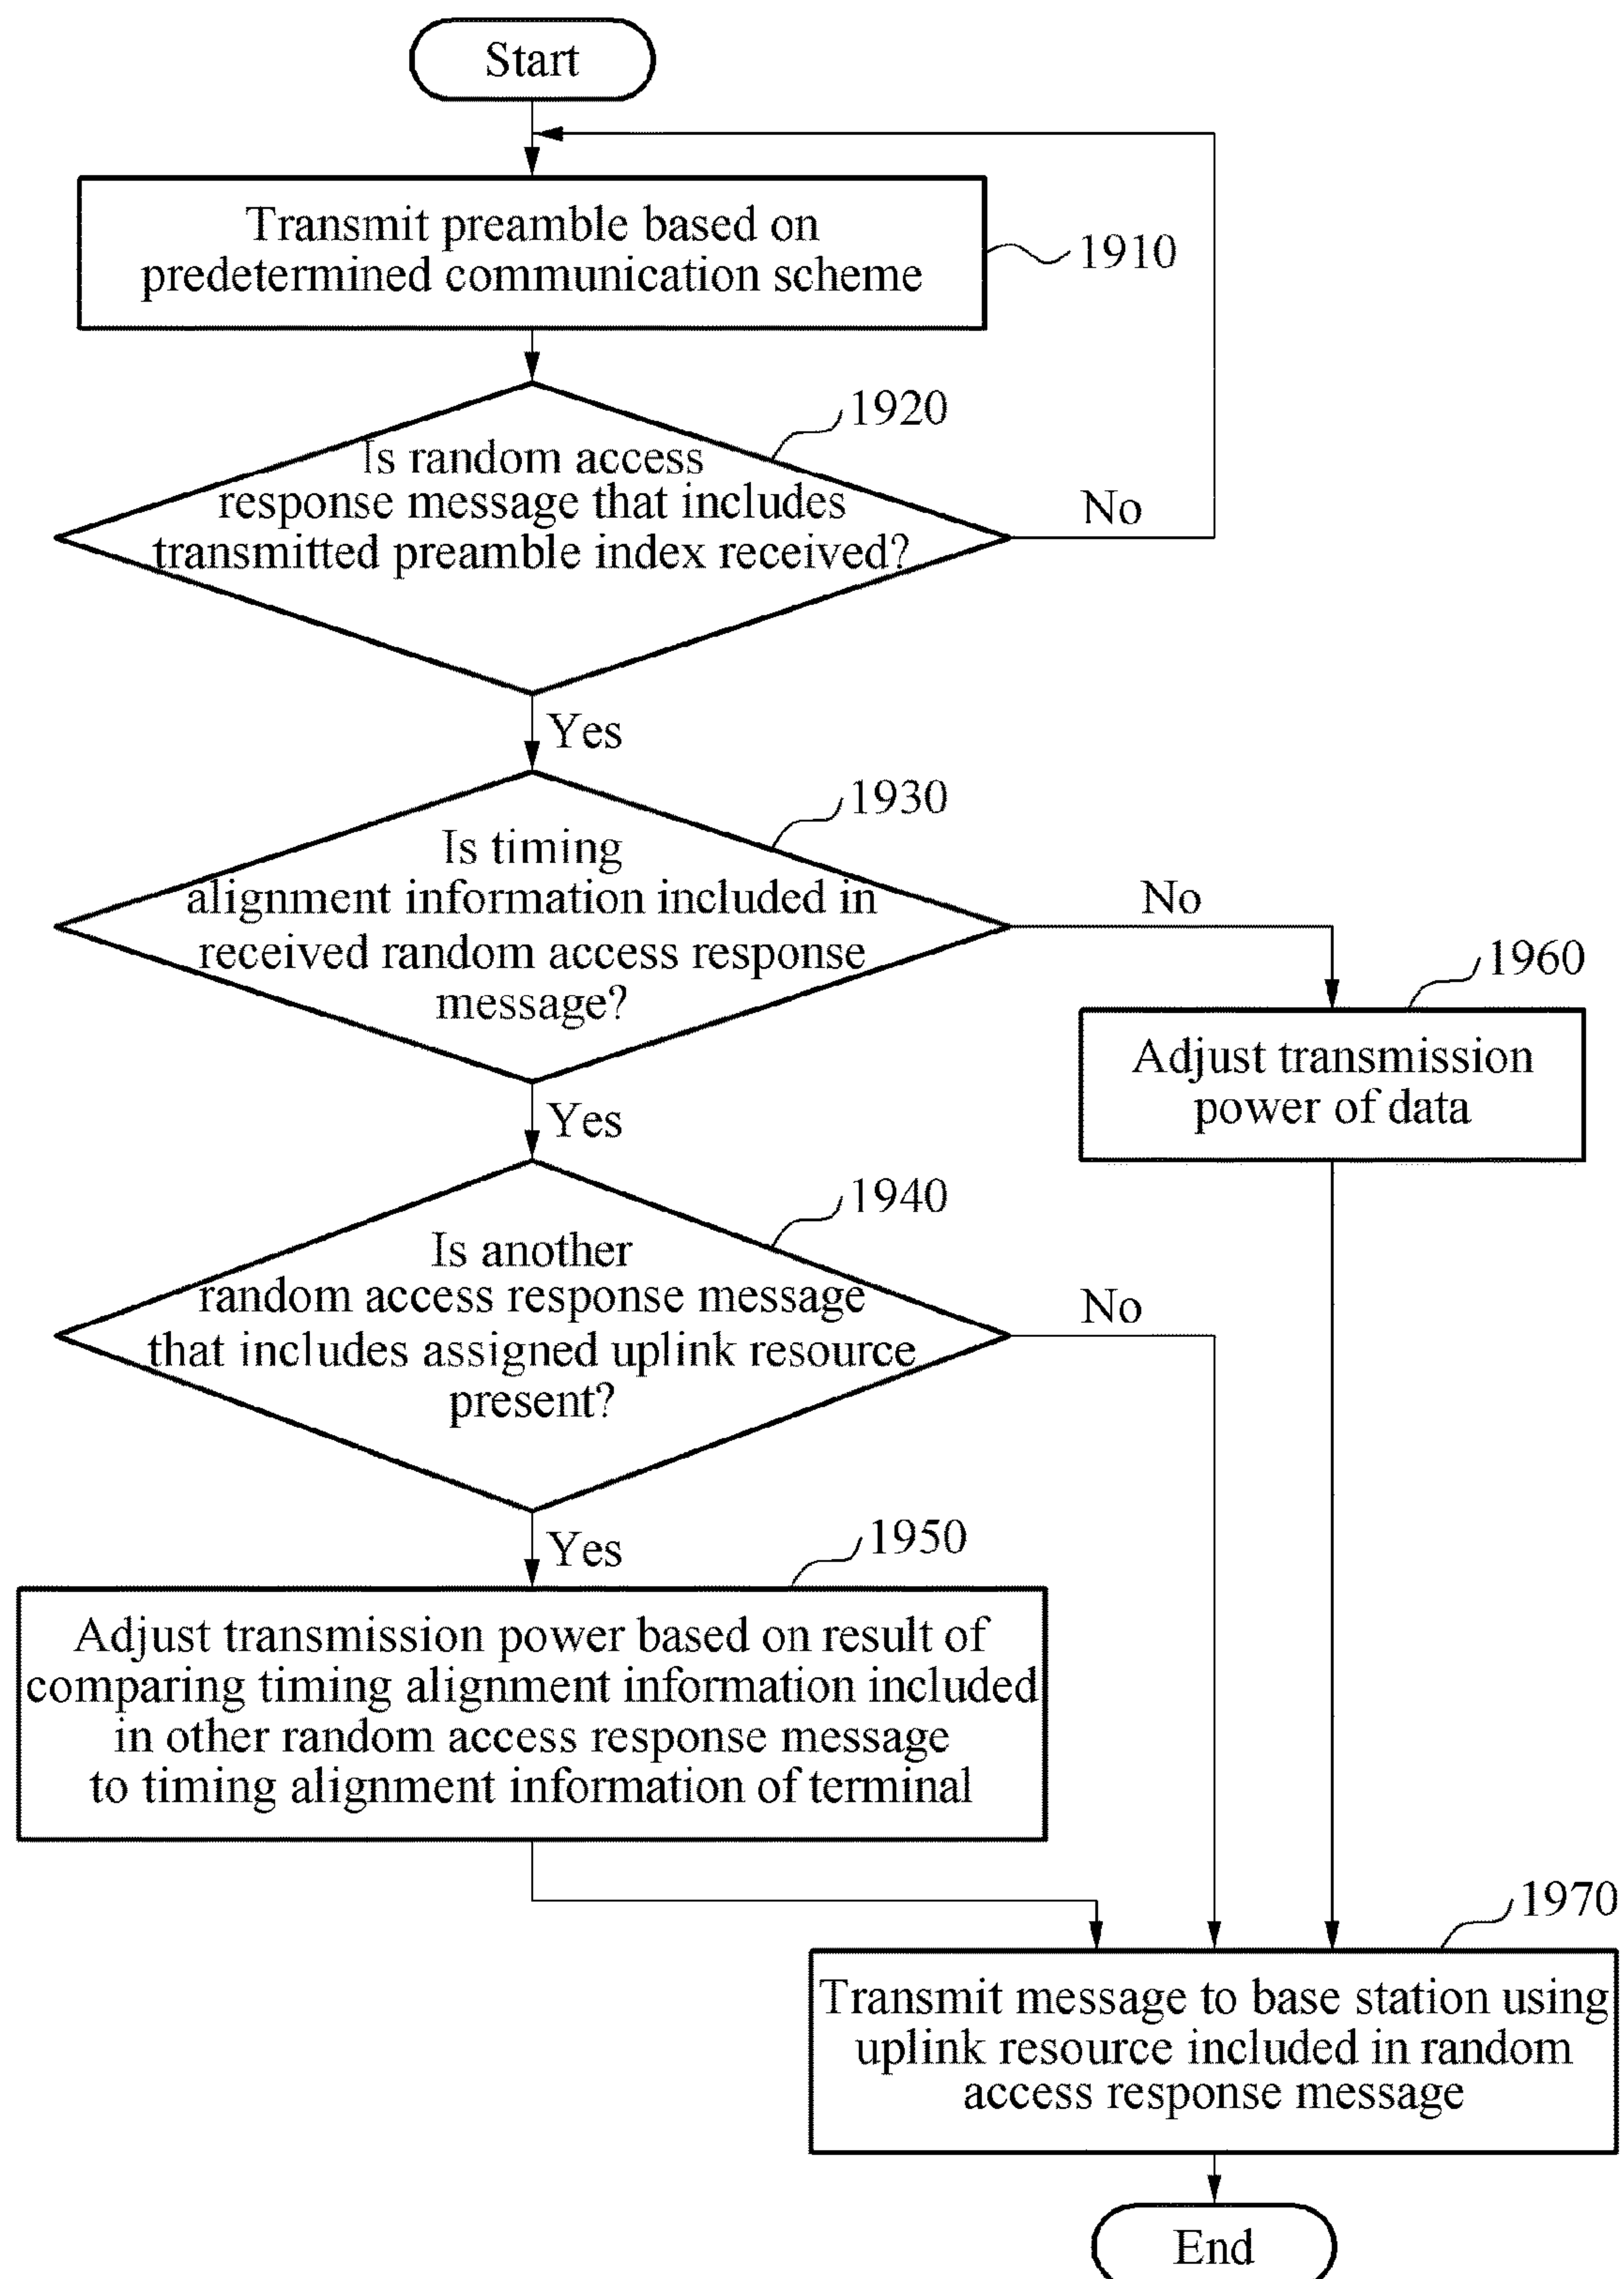 Start
Transmit preamble based on
predetermined communication scheme
1910
1920
Is random access
response message that includes
transmitted preamble index received?
No
Yes
1930
Is timing
alignment information included in
received random access response
message?
No
1960
Adjust transmission
power of data
Yes
1940
Is another
random access response message
that includes assigned uplink resource
present?
No
Yes
1950
Adjust transmission power based on result of
comparing timing alignment information included
in other random access response message
to timing alignment information of terminal
1970
Transmit message to base station using
uplink resource included in random
access response message
End